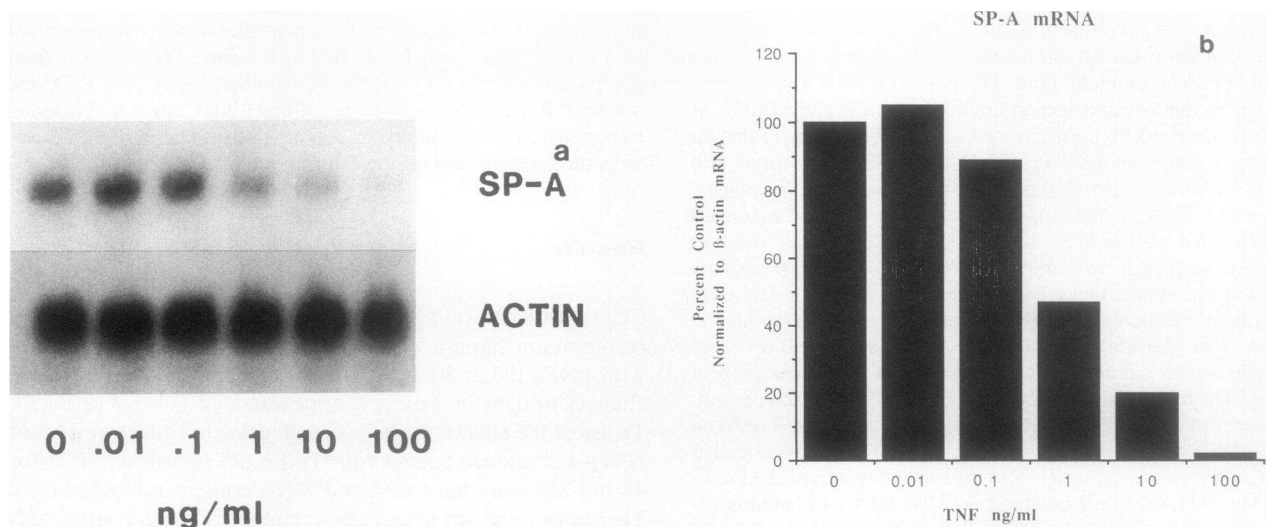 a
SP-A
ACTIN
0 .01 .1 1 10 100
ng/ml
SP-A mRNA
b
120
100
80
60
40
20
0
Percent Control
Normalized to ß-actin mRNA
0 0.01 0.1 1 10 100
TNF ng/ml